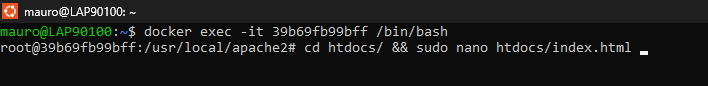 mauro@LAP90100: ~
mauro@LAP90100:~$ docker exec -it 39b69fb99bff /bin/bash
root@39b69fb99bff:/usr/local/apache2# cd htdocs/ && sudo nano htdocs/index.html